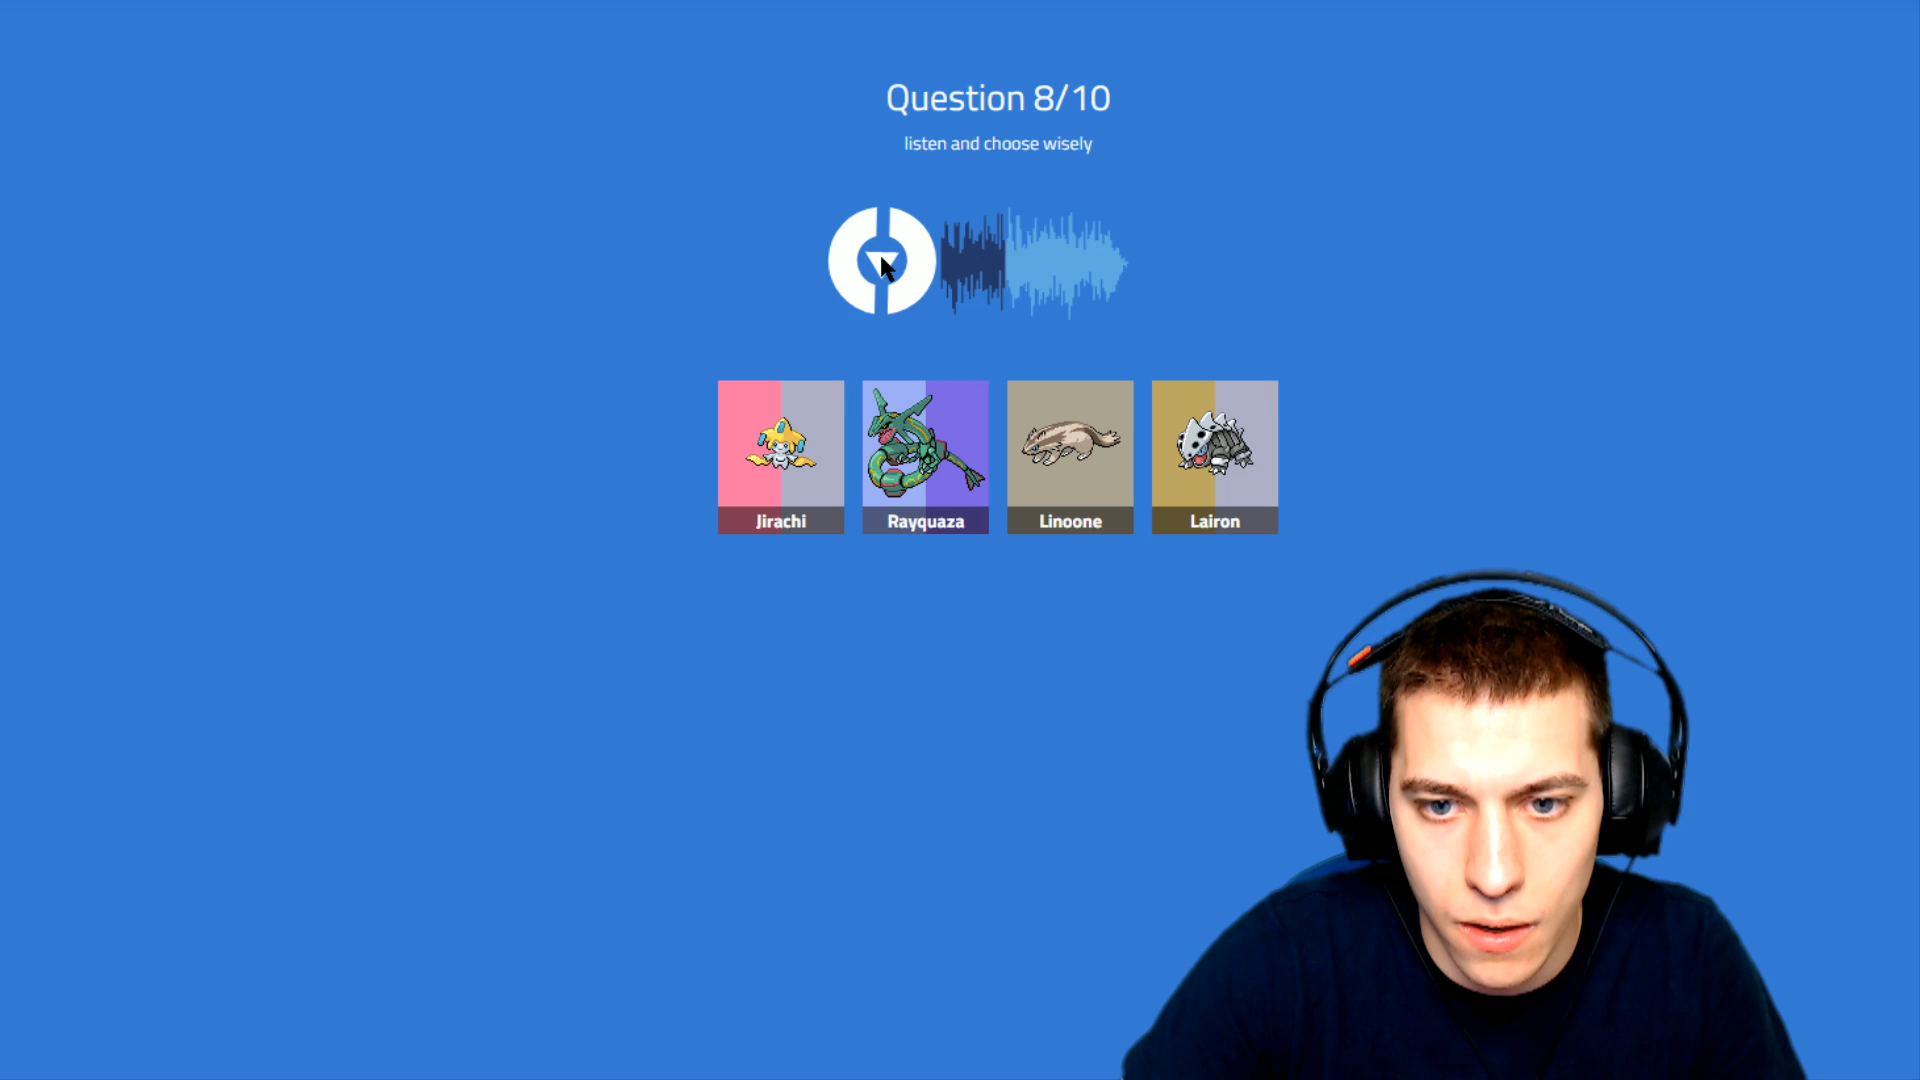 Question 8/10
listen and choose wisely
Jirachi
Rayquaza
Linoone
Lairon